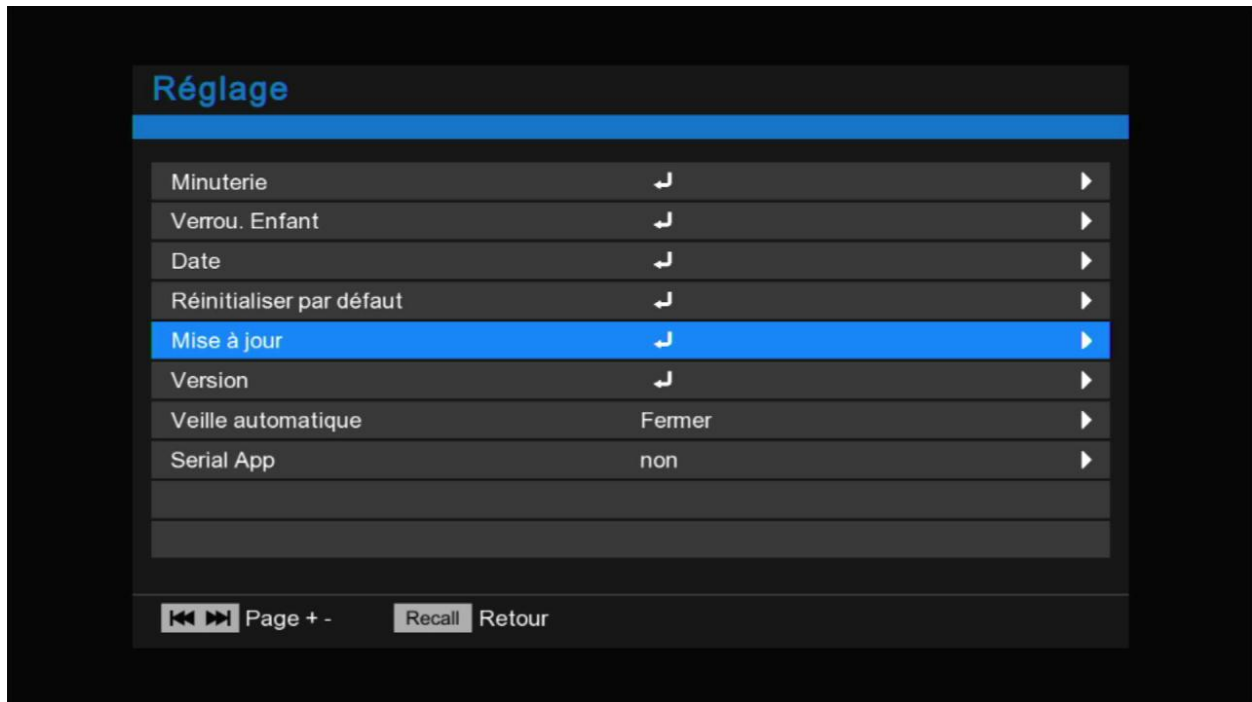 Réglage
Minuterie
Verrou. Enfant
Date
Réinitialiser par défaut
Mise à jour
Version
Veille automatique Fermer
Serial App non
Page + - Recall Retour